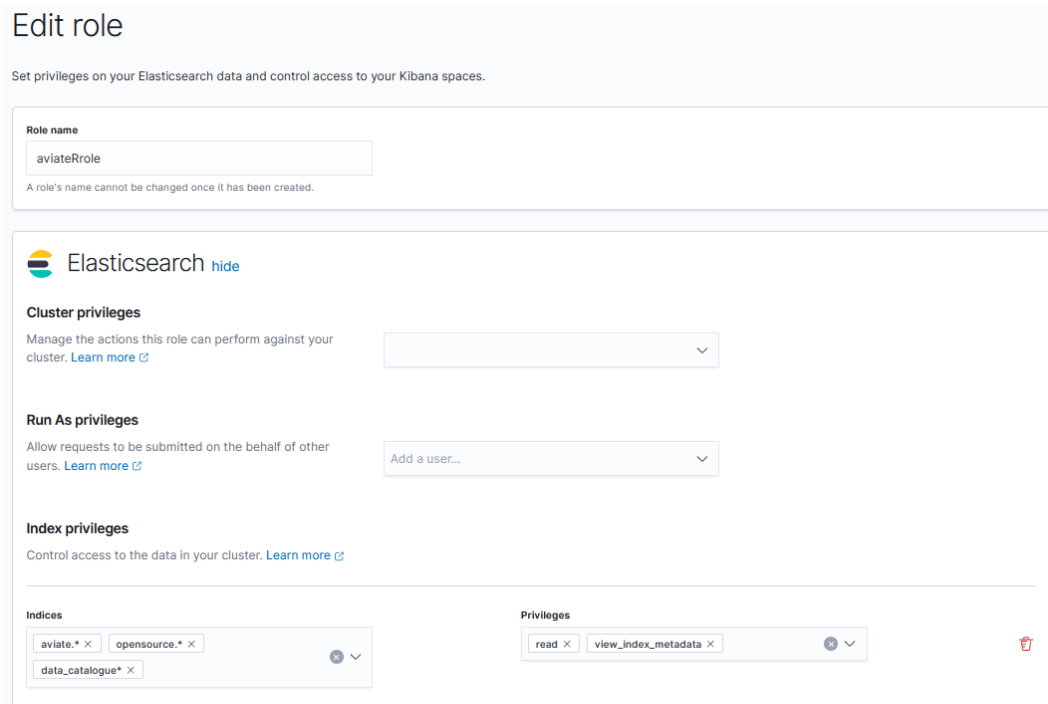 Edit role
Set privileges on your Elasticsearch data and control access to your Kibana spaces.
Role name
aviateRrole
A role's name cannot be changed once it has been created.
Elasticsearch hide
Cluster privileges
Manage the actions this role can perform against your
cluster. Learn more
Run As privileges
Allow requests to be submitted on the behalf of other
users. Learn more
Add a user...
Index privileges
Control access to the data in your cluster. Learn more
Indices
aviate.* opensource.*
data_catalogue*
Privileges
read view_index_metadata